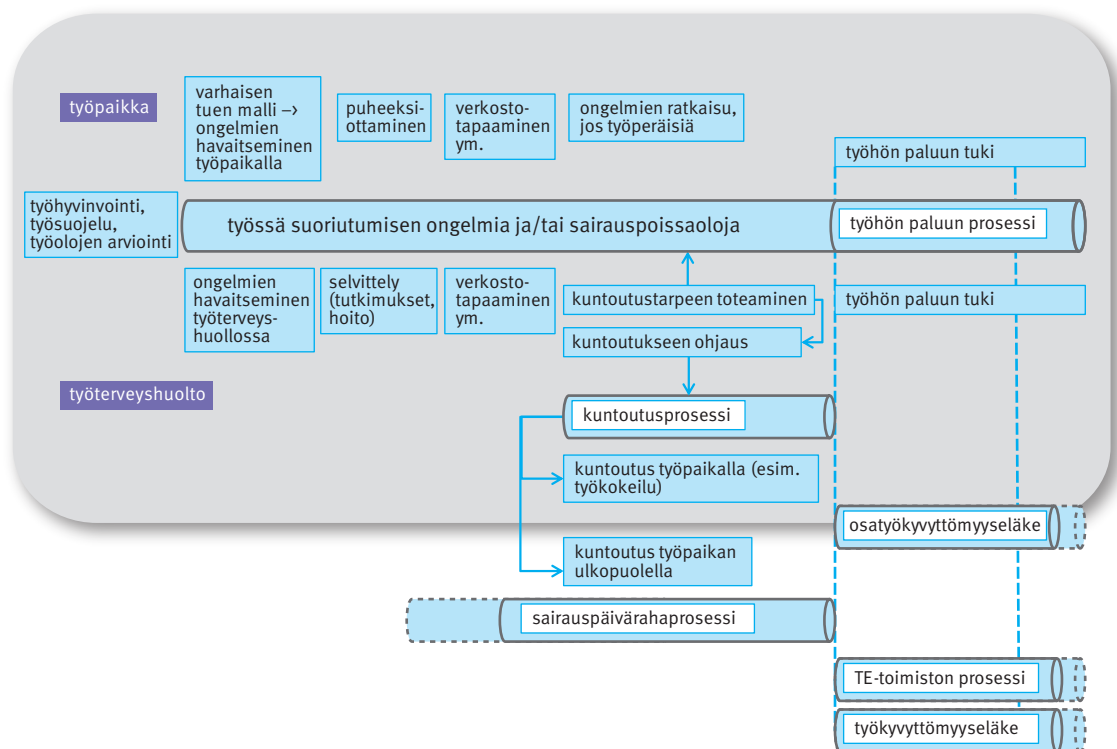 työpaikka
varhaisen
tuen malli –>
ongelmien
havaitseminen
työpaikalla
puheeksi-
ottaminen
verkosto-
tapaaminen
ym.
ongelmien ratkaisu,
jos työperäisiä
työhön paluun tuki
työhyvinvointi,
työsuojelu,
työolojen arviointi
työssä suoriutumisen ongelmia ja/tai sairauspoissaoloja
työhön paluun prosessi
ongelmien
havaitseminen
työterveys-
huollossa
selvittely
(tutkimukset,
hoito)
verkosto-
tapaaminen
ym.
kuntoutustarpeen toteaminen
työhön paluun tuki
kuntoutukseen ohjaus
työterveyshuolto
kuntoutusprosessi
kuntoutus työpaikalla (esim.
työkokeilu)
osatyökyvyttömyyseläke
kuntoutus työpaikan
ulkopuolella
sairauspäivärahaprosessi
TE-toimiston prosessi
työkyvyttömyyseläke